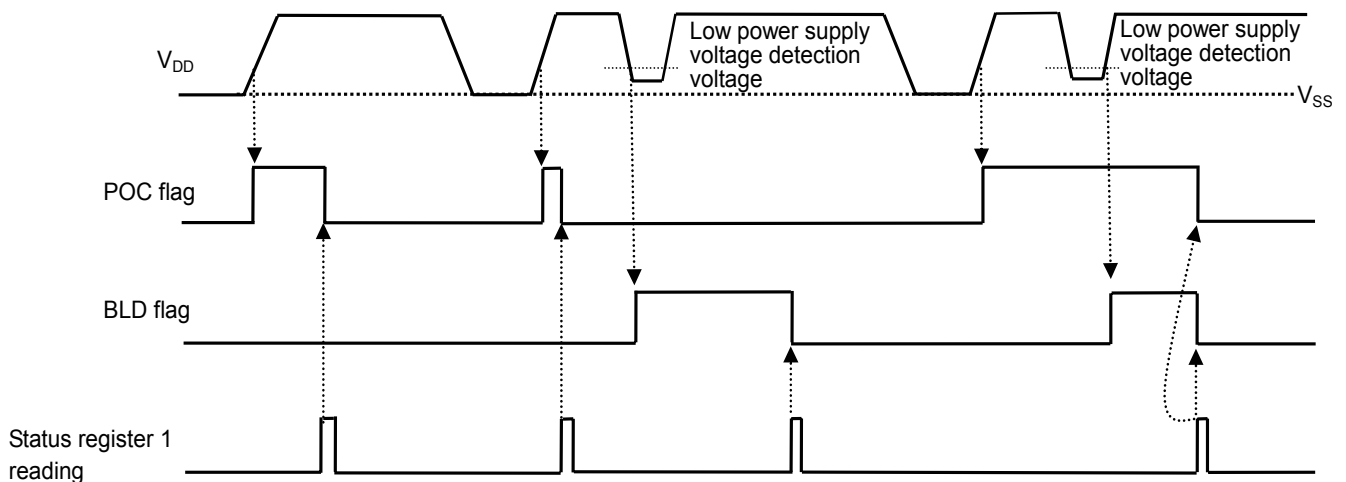 Low power supply
voltage detection
voltage
Low power supply
voltage detection
voltage
VDD
VSS
POC flag
BLD flag
Status register 1
reading